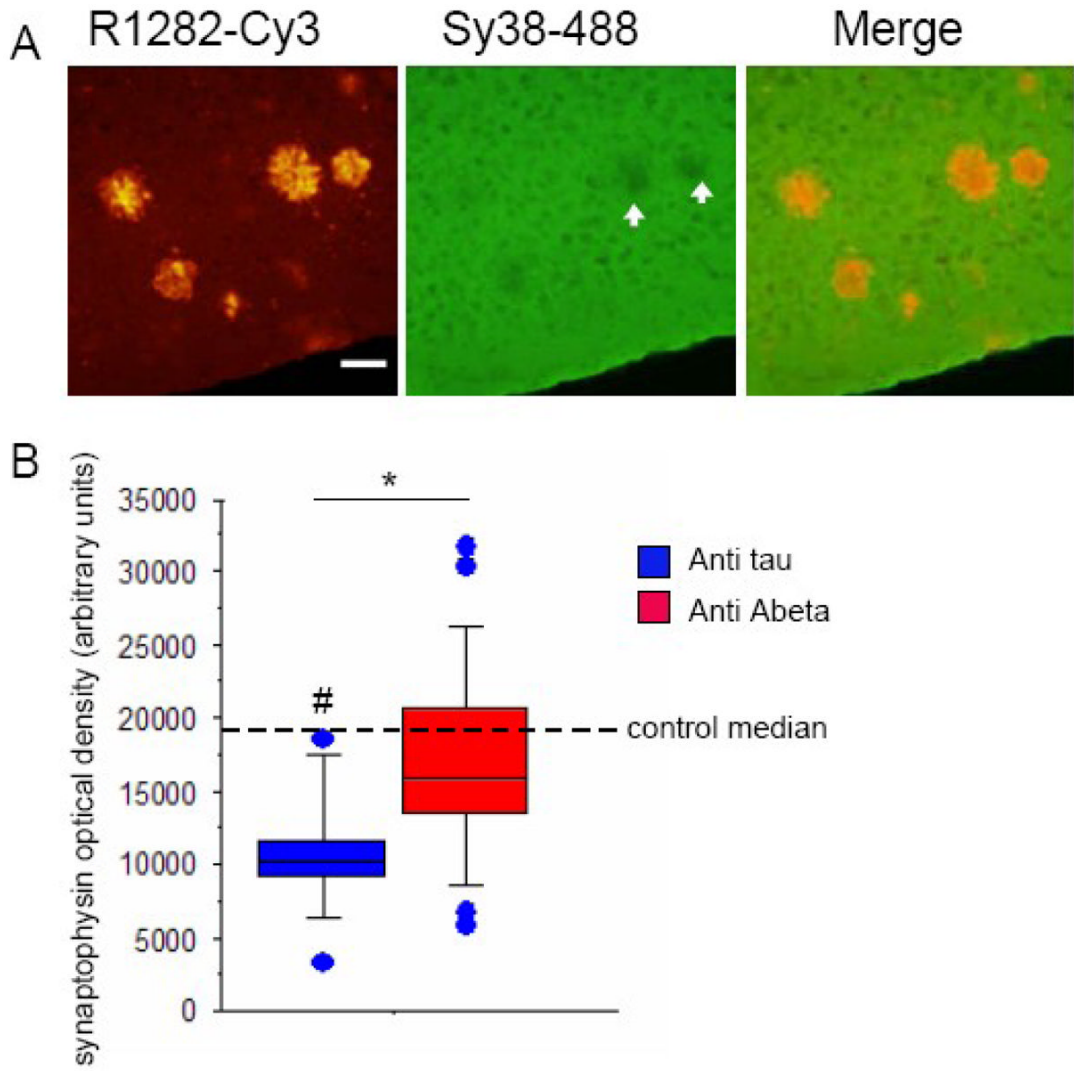 A
R1282-Cy3
Sy38-488
Merge
B
synaptophysin optical density (arbitrary units)
35000
30000
25000
20000
15000
10000
5000
0
*
#
control median
Anti tau
Anti Abeta